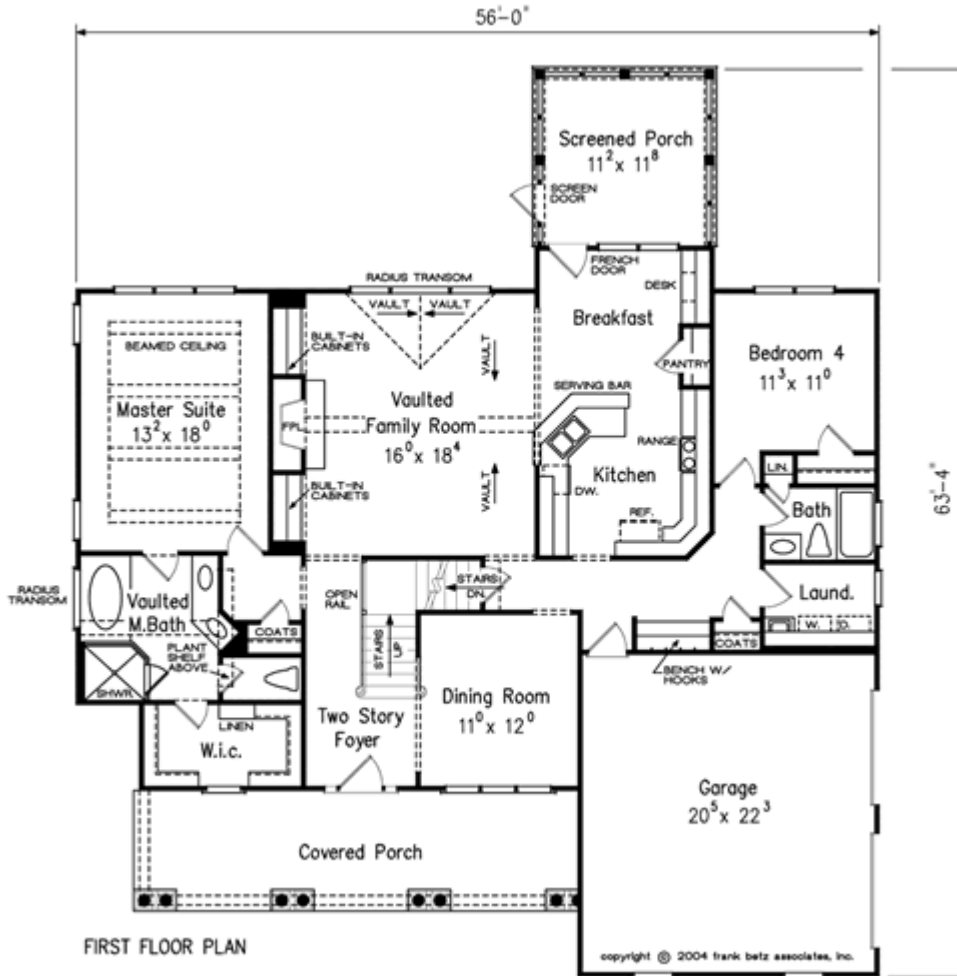 56'-0"
Screened Porch
11² x 11⁸
SCREEN
DOOR
FRENCH
DOOR
DESK
RADIUS TRANSOM
VAULT
VAULT
BUILT-IN
CABINETS
BEAMED CEILING
Breakfast
PANTRY
Bedroom 4
11³ x 11⁰
VAULT
Master Suite
13² x 18⁰
FPL
Vaulted
Family Room
16⁰ x 18⁴
SERVING BAR
RANGE
Kitchen
DW.
REF.
VAULT
BUILT-IN
CABINETS
LIN.
Bath
63'-4"
RADIUS
TRANSOM
Vaulted
M.Bath
OPEN
RAIL
STAIRS
DN.
Laund.
W.
D.
COATS
COATS
PLANT
SHELF
ABOVE
STAIRS
UP
BENCH W/
HOOKS
SHWR.
LINEN
W.i.c.
Two Story
Foyer
Dining Room
11⁰ x 12⁰
Garage
20⁵ x 22³
Covered Porch
FIRST FLOOR PLAN
copyright © 2004 frank betz associates, inc.